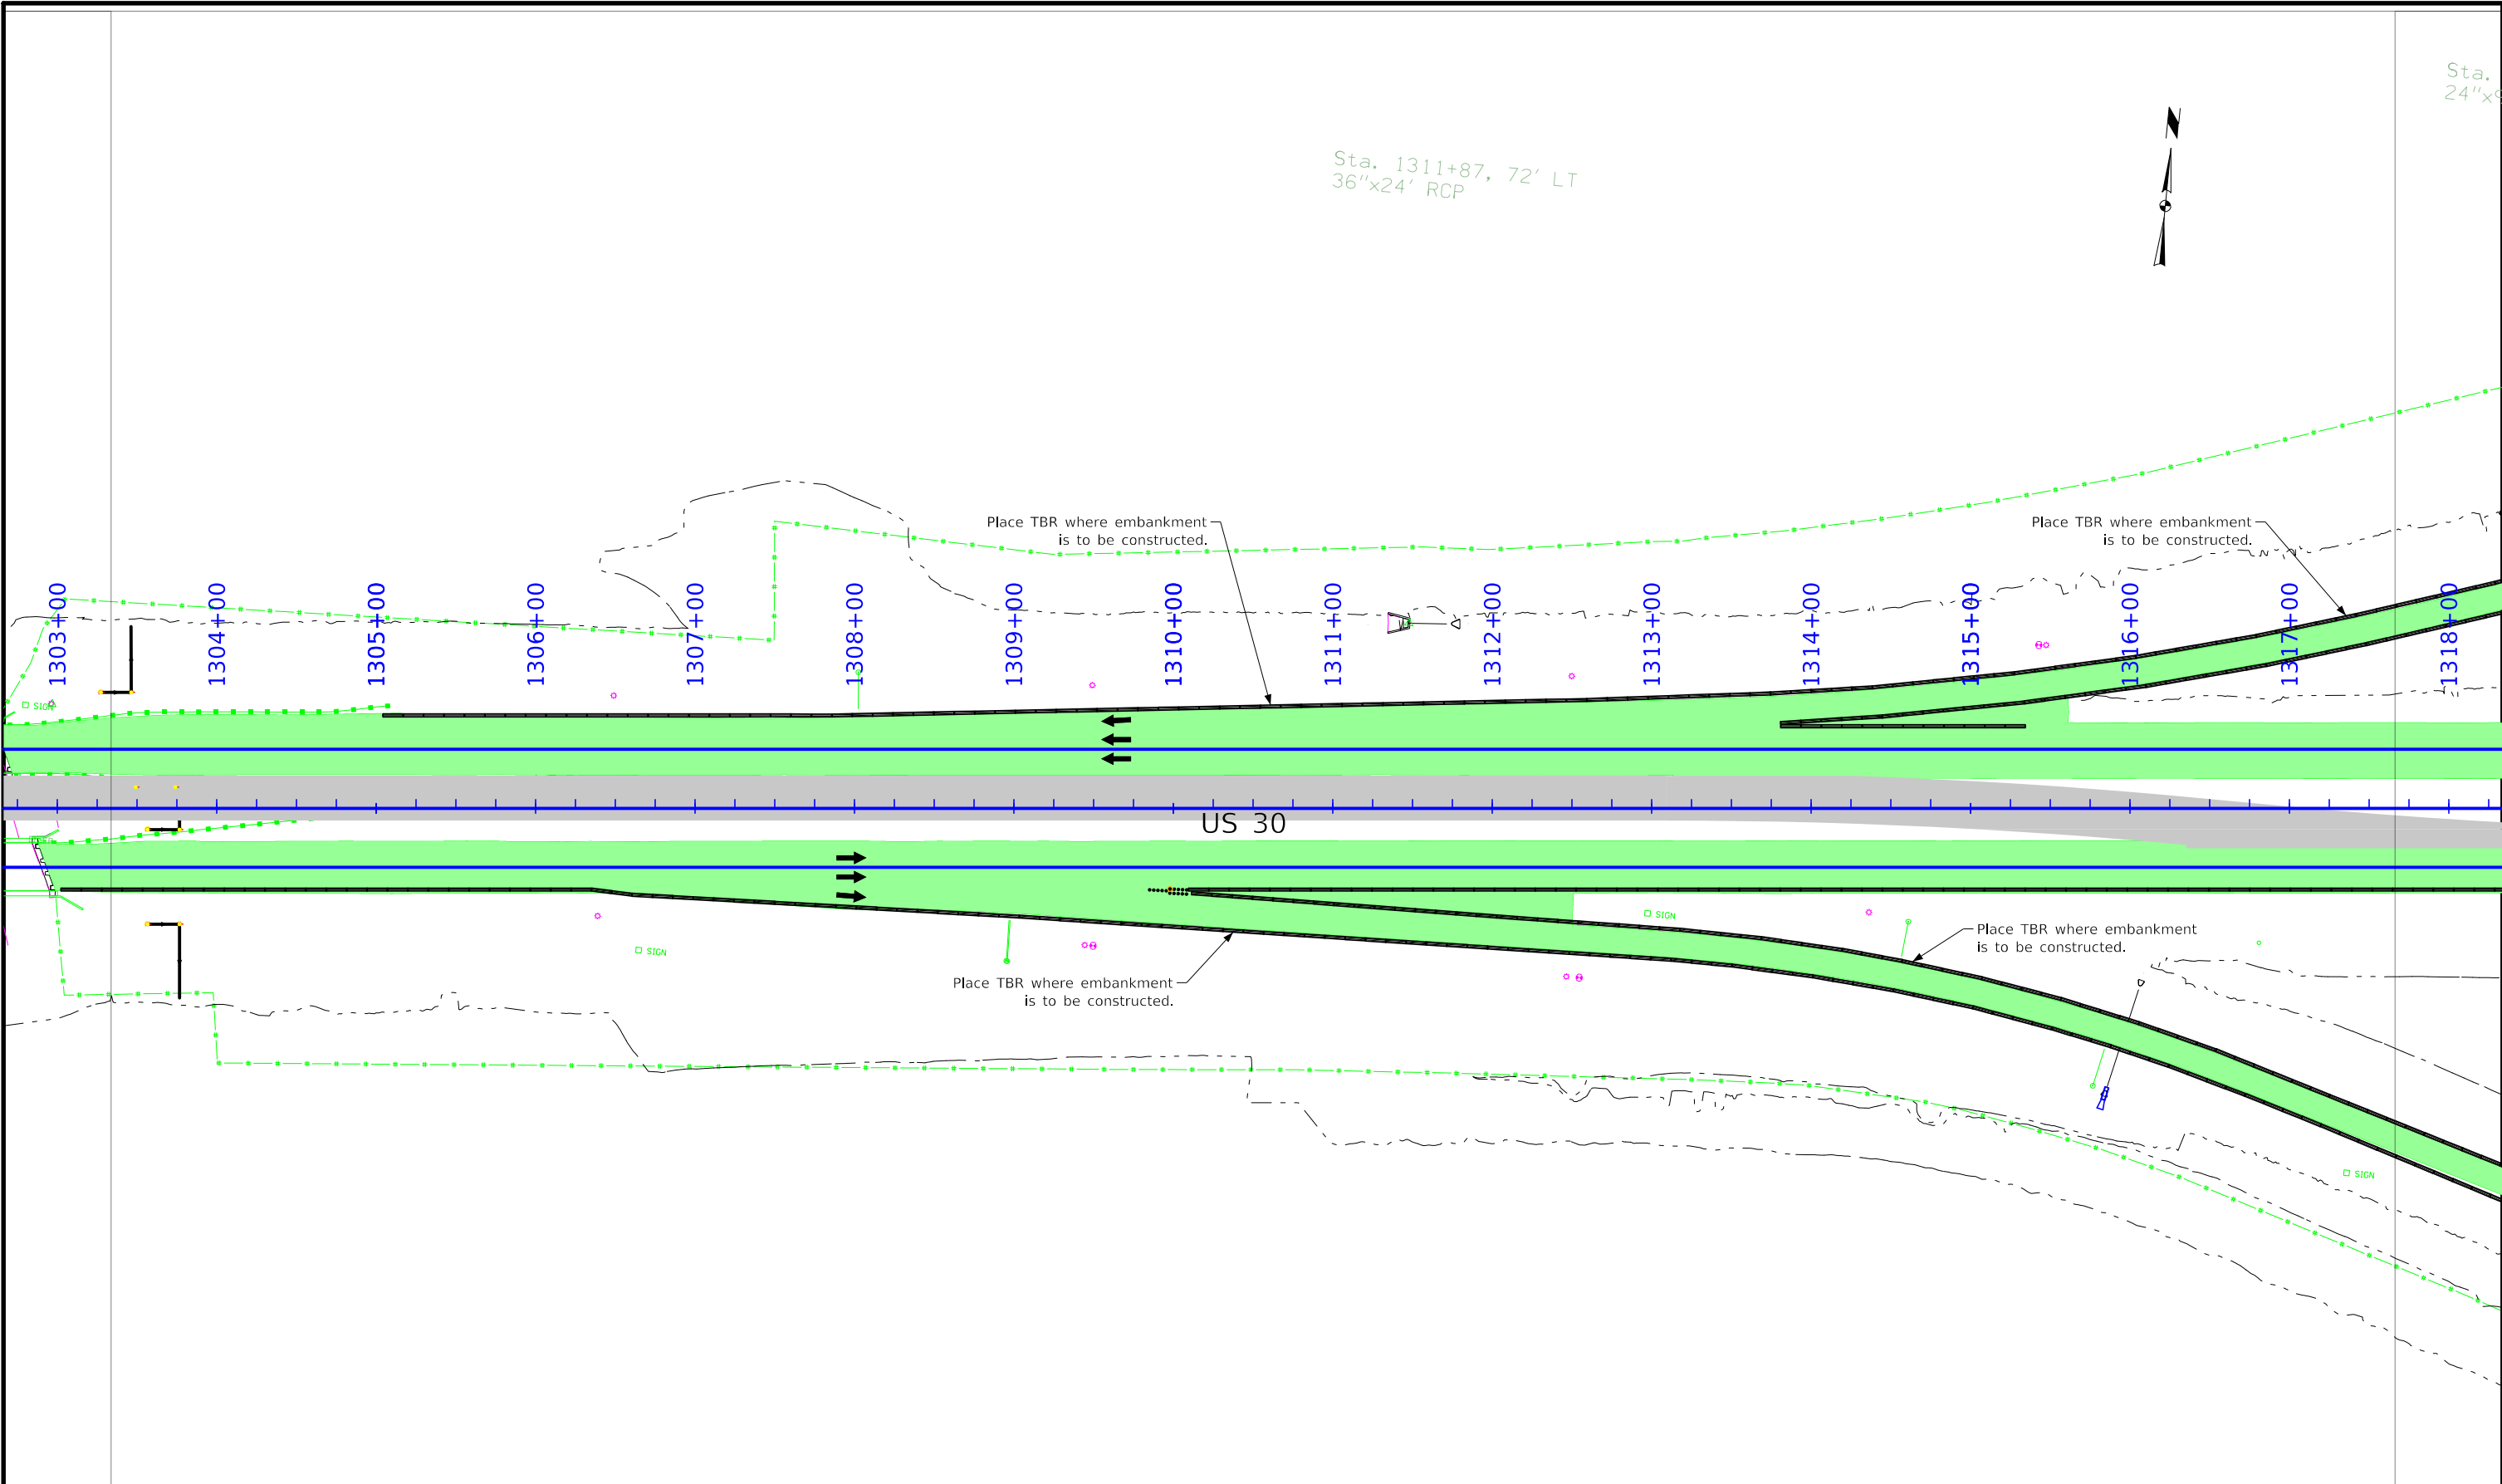 Sta.
24"x9
N
Sta. 1311+87, 72' LT
36"x24' RCP
Place TBR where embankment
is to be constructed.
Place TBR where embankment
is to be constructed.
1303+00
1304+00
1305+00
1306+00
1307+00
1308+00
1309+00
1310+00
1311+00
1312+00
1313+00
1314+00
1315+00
1316+00
1317+00
1318+00
SIGN
US 30
SIGN
SIGN
Place TBR where embankment
is to be constructed.
Place TBR where embankment
is to be constructed.
SIGN